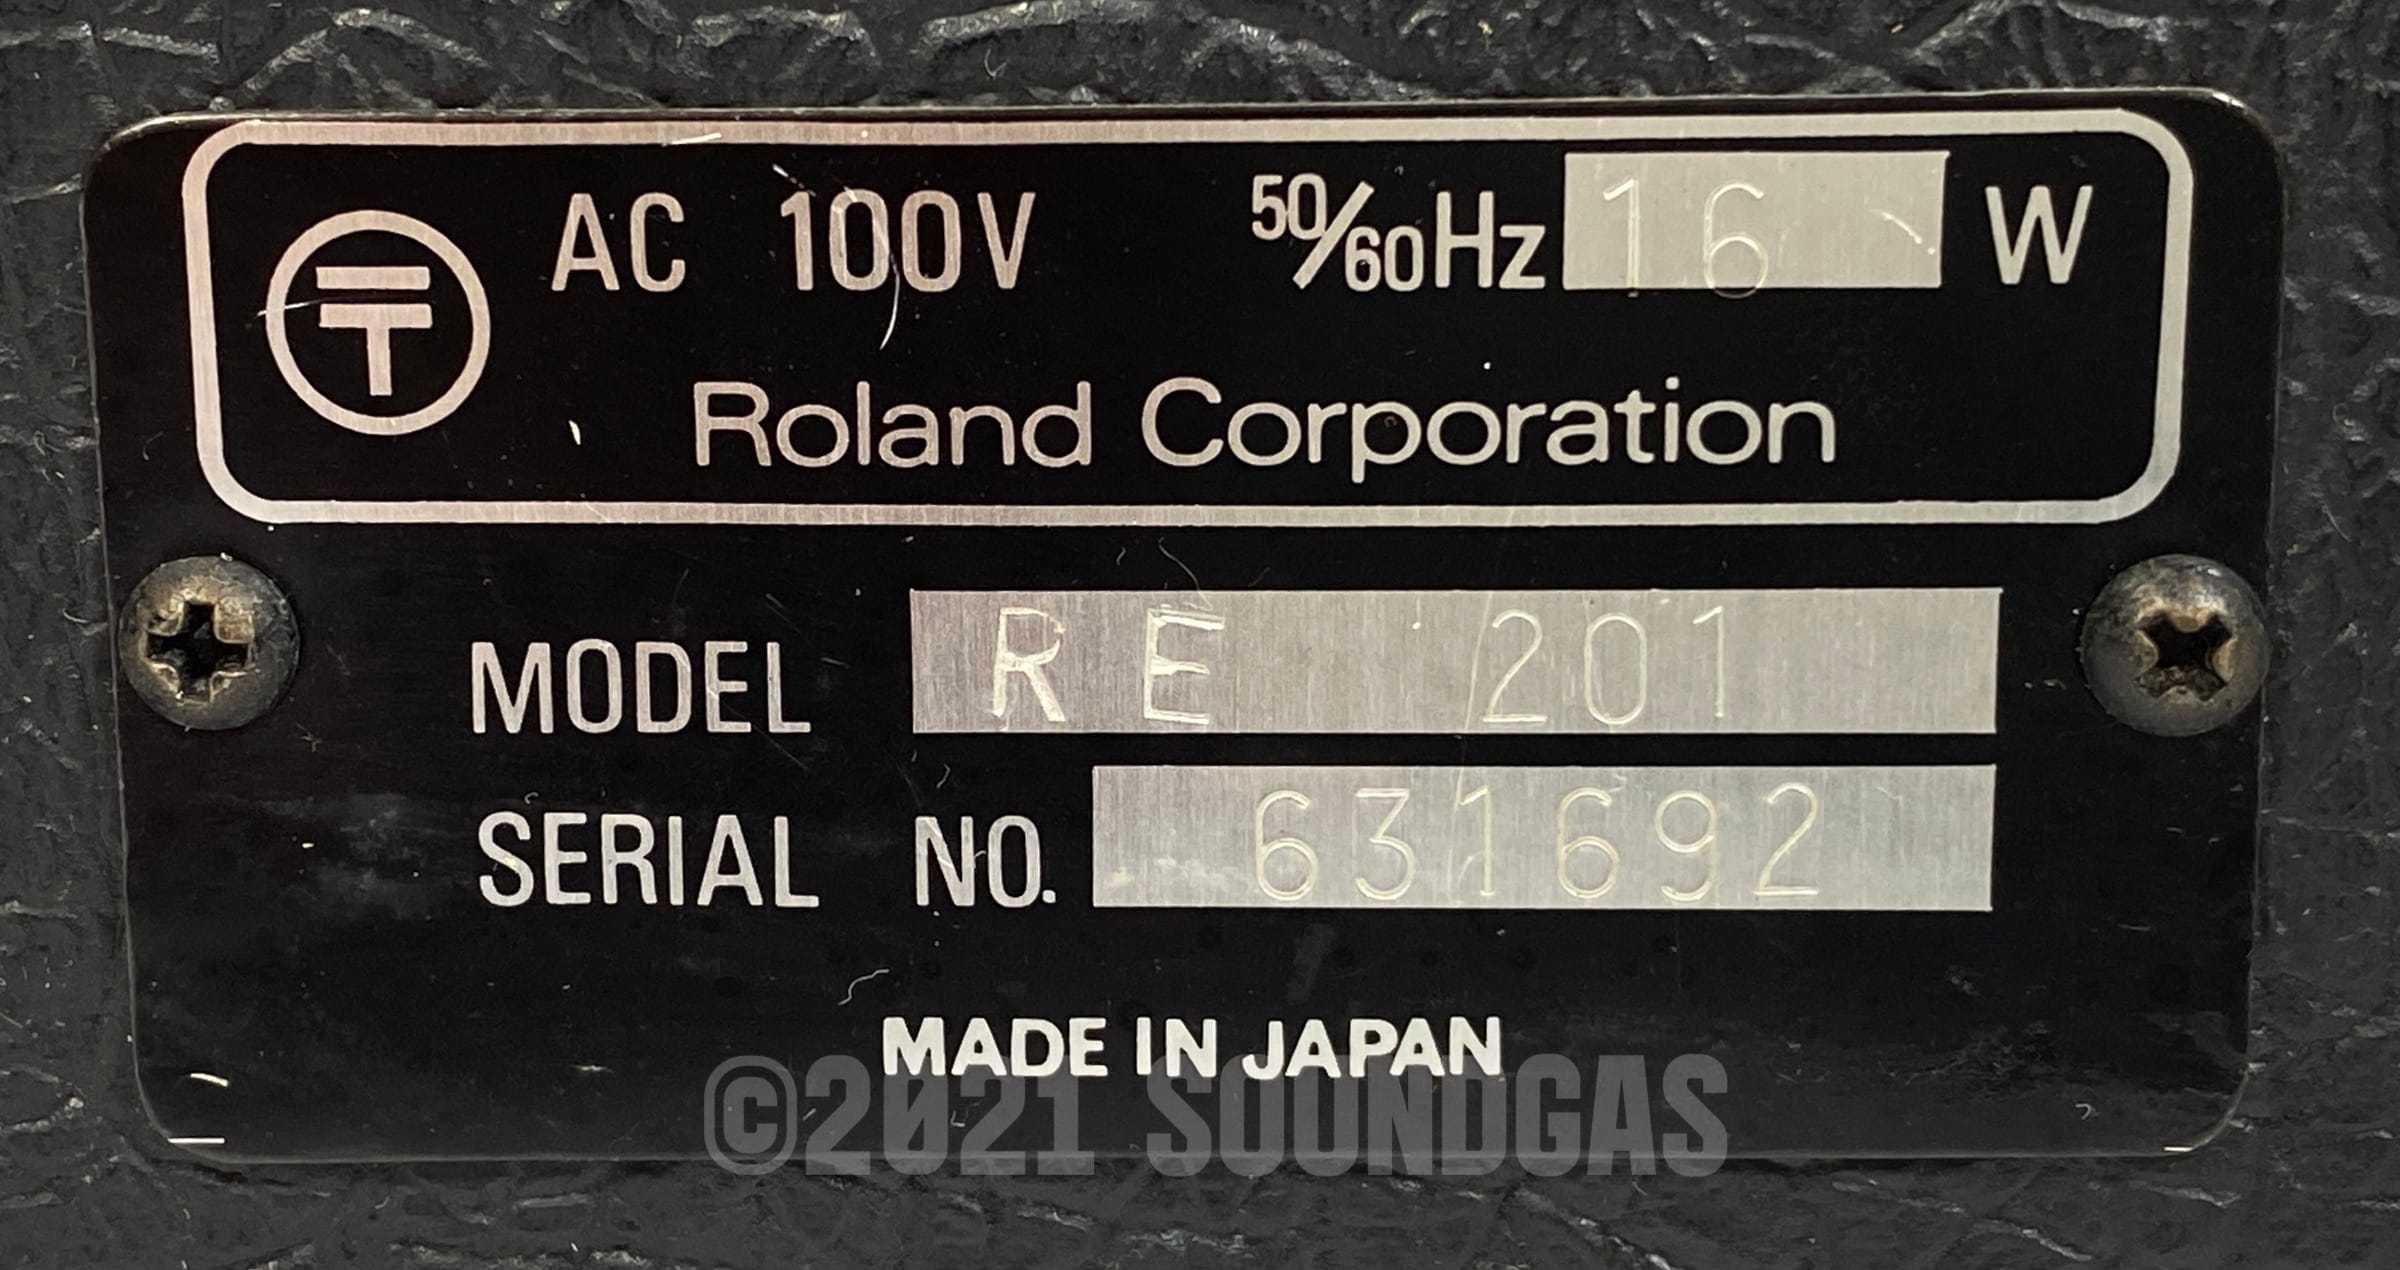 〒 AC 100V 50/60Hz 16 W
Roland Corporation
MODEL RE 201
SERIAL NO. 631692
MADE IN JAPAN
©2021 SOUNDGAS